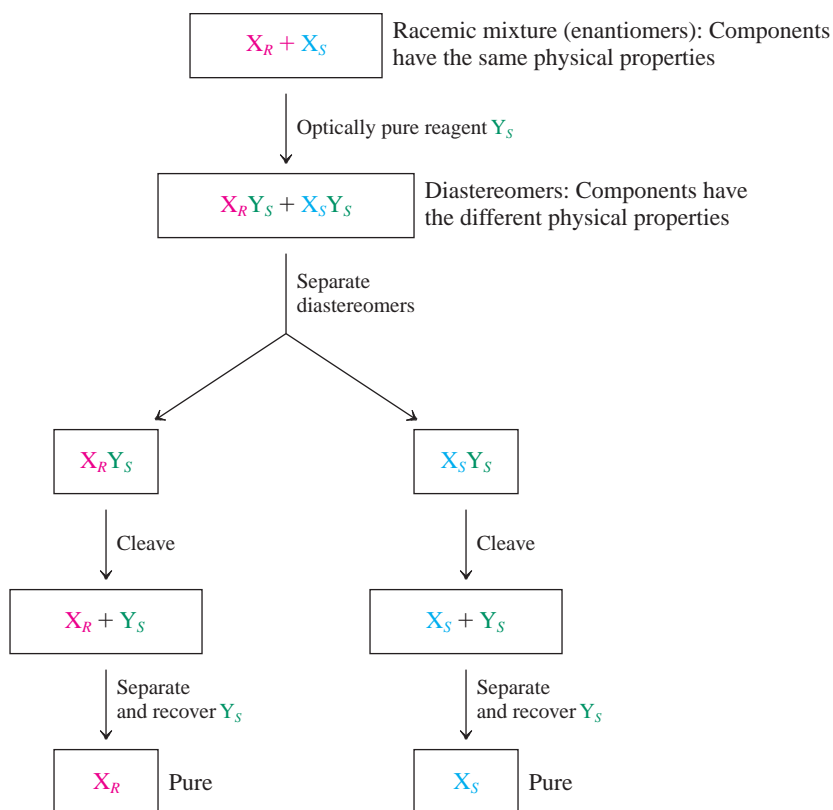 X_R + X_S
Racemic mixture (enantiomers): Components
have the same physical properties
Optically pure reagent Y_S
X_RY_S + X_SY_S
Diastereomers: Components have
the different physical properties
Separate
diastereomers
X_RY_S
X_SY_S
Cleave
Cleave
X_R + Y_S
X_S + Y_S
Separate
and recover Y_S
Separate
and recover Y_S
X_R
Pure
X_S
Pure